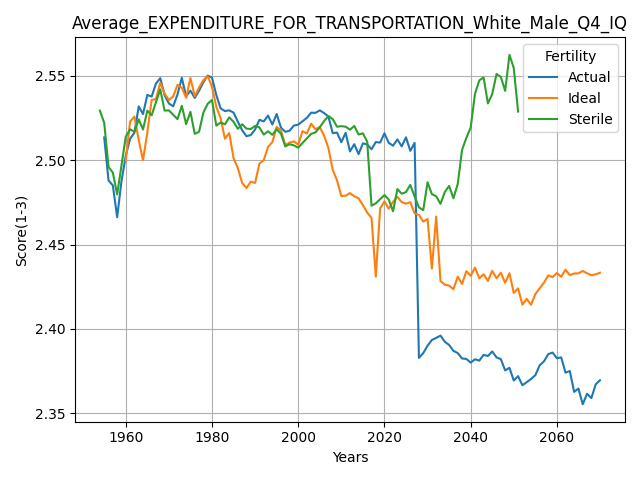 Average_EXPENDITURE_FOR_TRANSPORTATION_White_Male_Q4_IQ
Fertility
Actual
Ideal
Sterile
Score(1-3)
2.55
2.50
2.45
2.40
2.35
1960 1980 2000 2020 2040 2060
Years